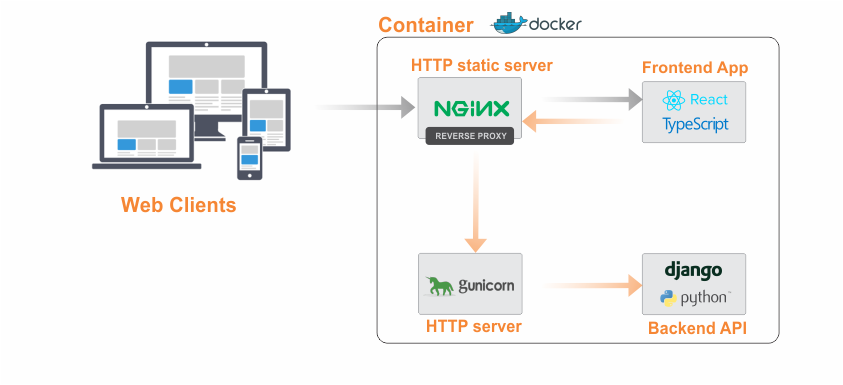 Container docker
HTTP static server
Frontend App
NGINX
REVERSE PROXY
React
TypeScript
Web Clients
gunicorn
HTTP server
django
python™
Backend API